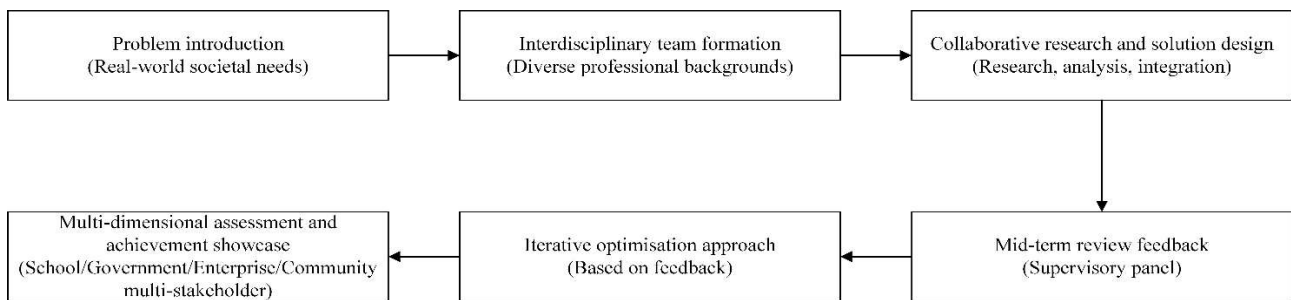 Problem introduction
(Real-world societal needs)
Interdisciplinary team formation
(Diverse professional backgrounds)
Collaborative research and solution design
(Research, analysis, integration)
Mid-term review feedback
(Supervisory panel)
Iterative optimisation approach
(Based on feedback)
Multi-dimensional assessment and
achievement showcase
(School/Government/Enterprise/Community
multi-stakeholder)